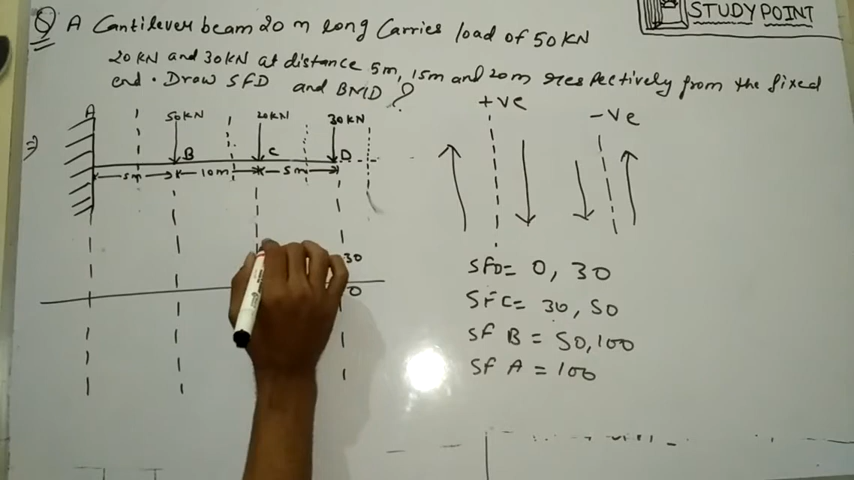 STUDY POINT
Q A Cantilever beam 20 m long Carries load of 50 KN
20 KN and 30 KN at distance 5m, 15m and 20m respectively from the fixed
end. Draw SFD and BMD ?
+ve
-ve
A
50KN
20KN
30KN
B
C
D
5m
10m
5m
30
0
SFD = 0, 30
SFC = 30, 50
SF B = 50, 100
SF A = 100